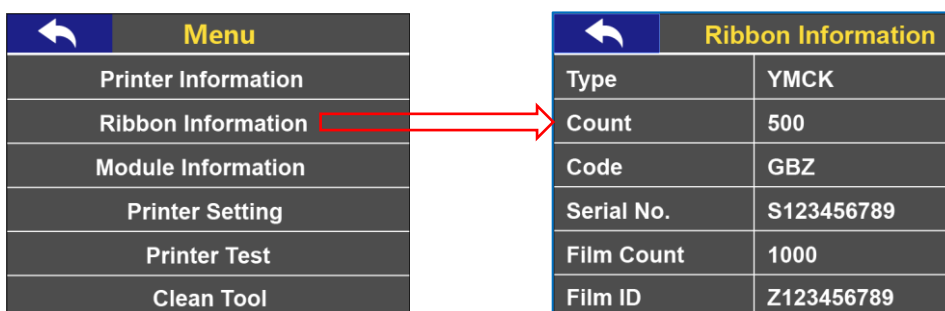 Menu
Printer Information
Ribbon Information
Module Information
Printer Setting
Printer Test
Clean Tool
Ribbon Information
Type YMCK
Count 500
Code GBZ
Serial No. S123456789
Film Count 1000
Film ID Z123456789